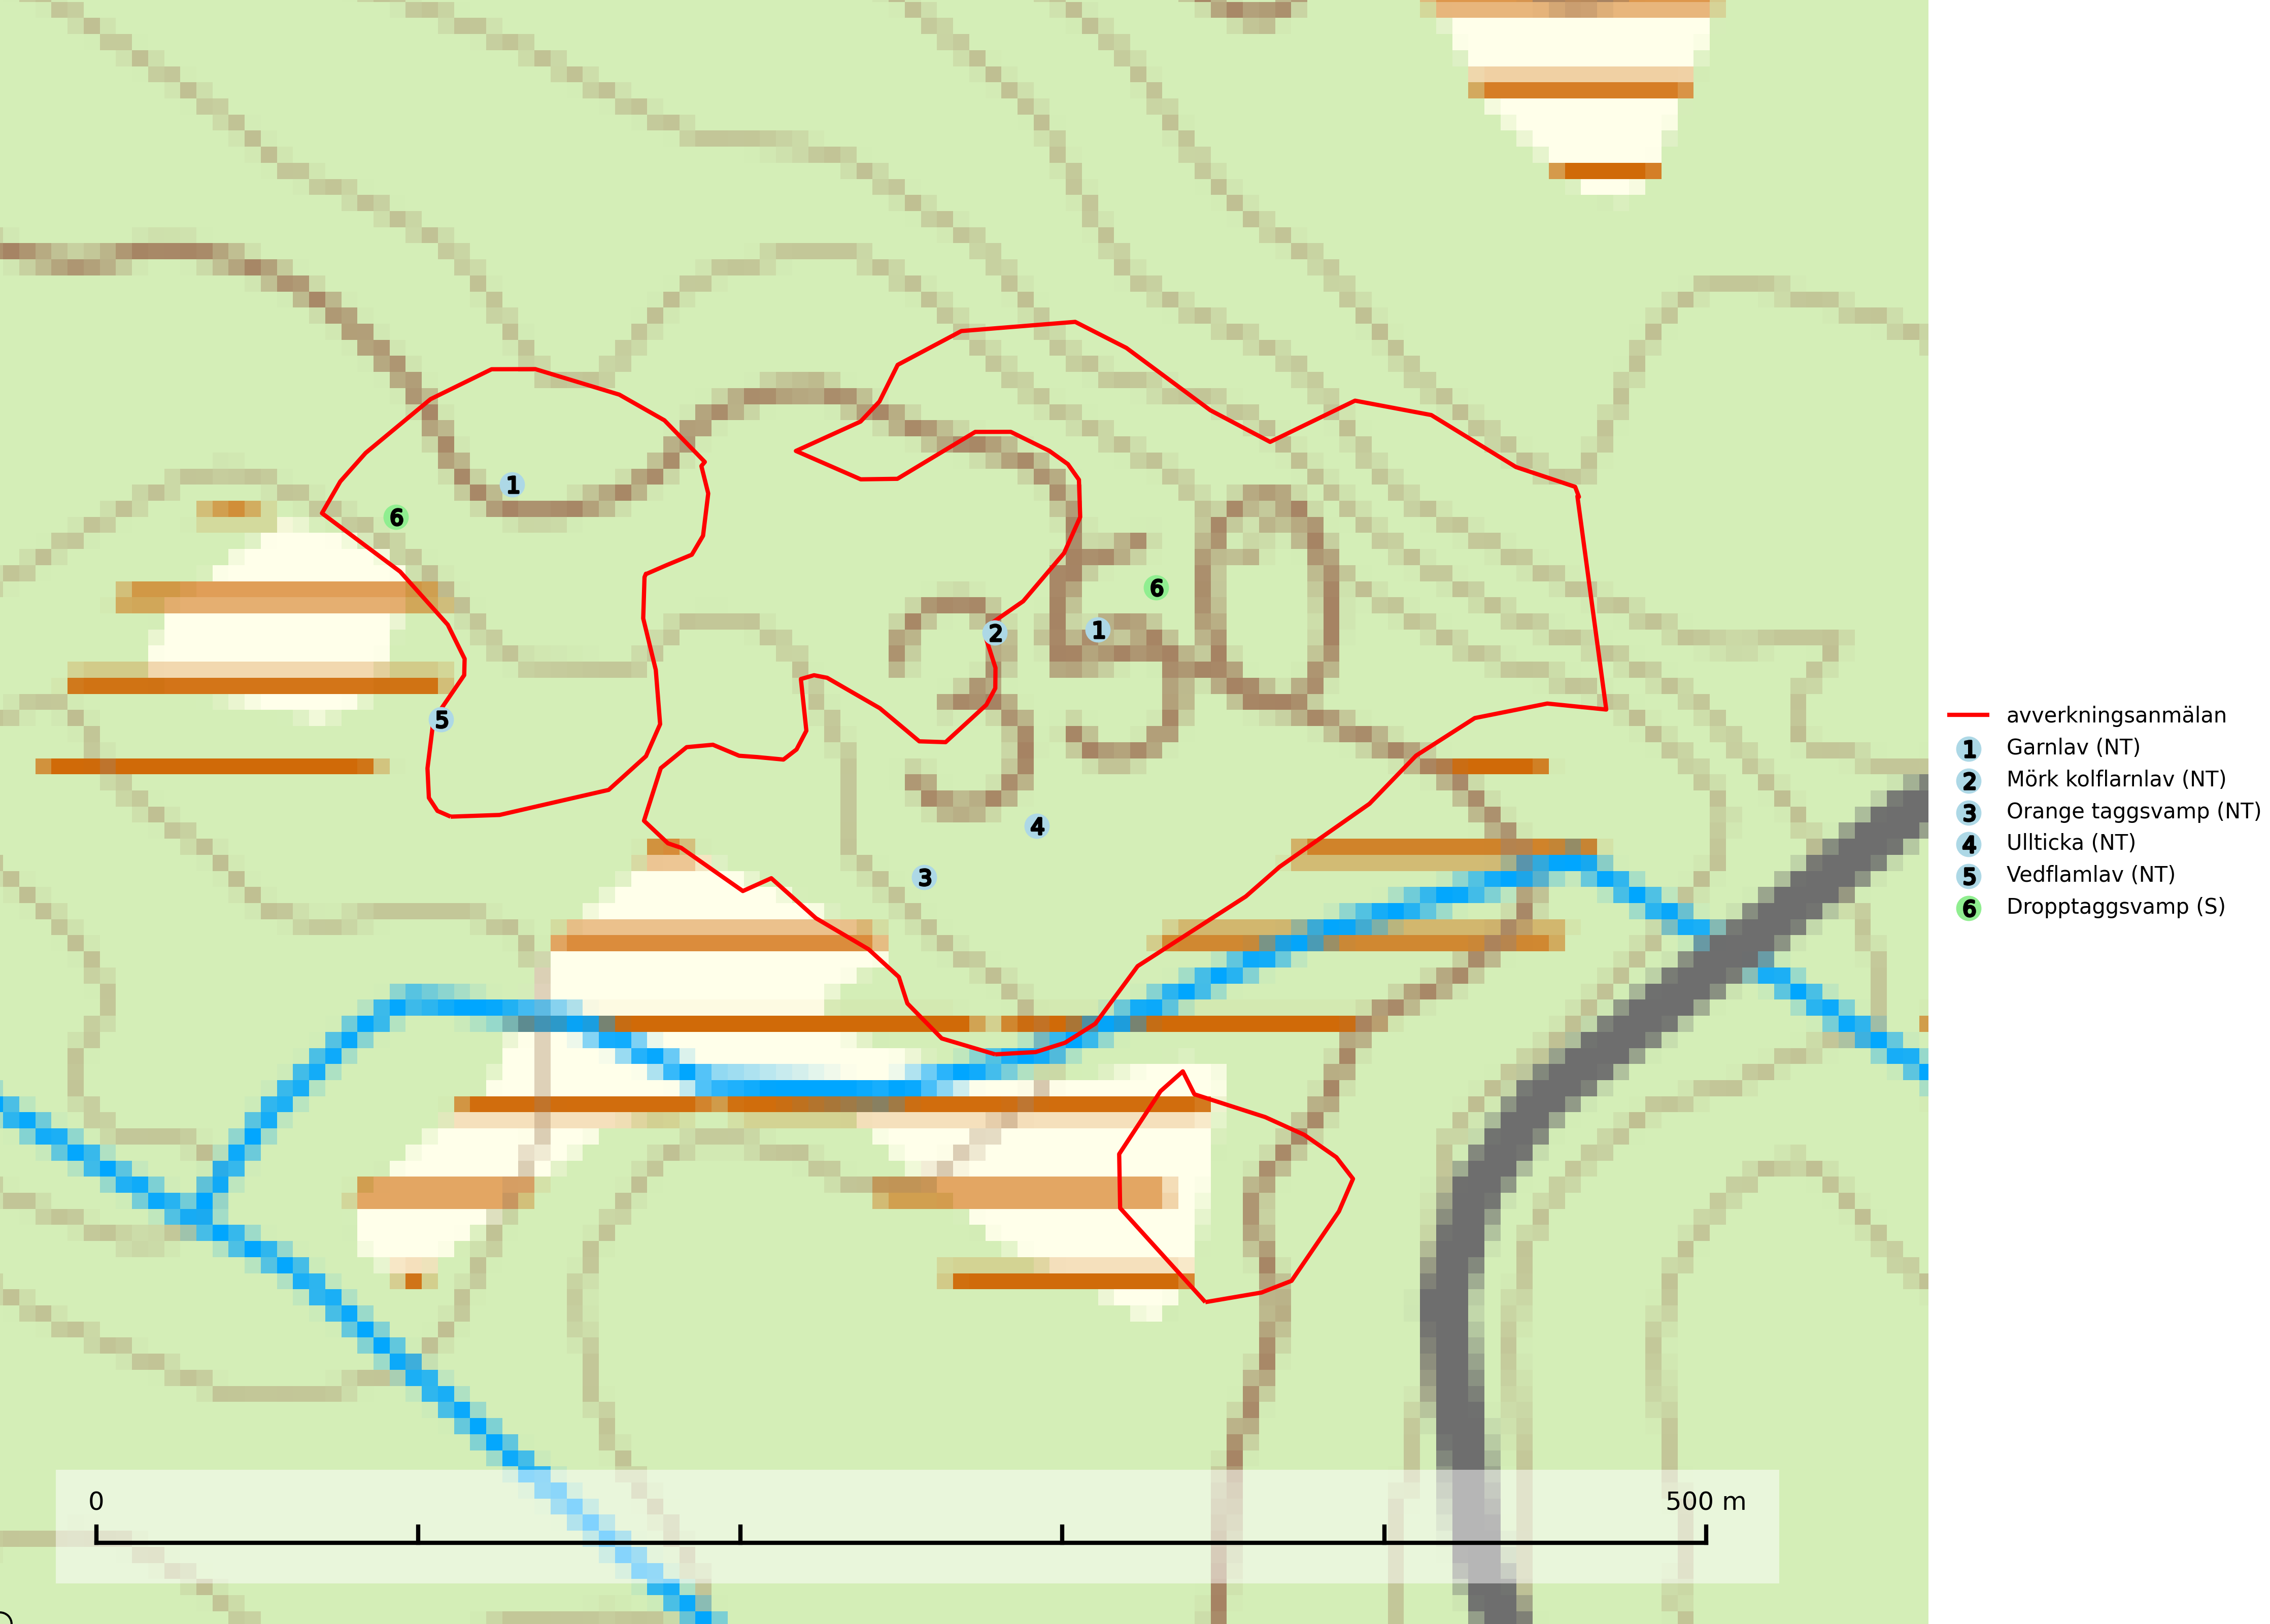 1
6
6
350
1
2
5
4
3
avverkningsanmälan
1 Garnlav (NT)
2 Mörk kolflarnlav (NT)
3 Orange taggsvamp (NT)
4 Ullticka (NT)
5 Vedflamlav (NT)
6 Dropptaggsvamp (S)
0 500 m